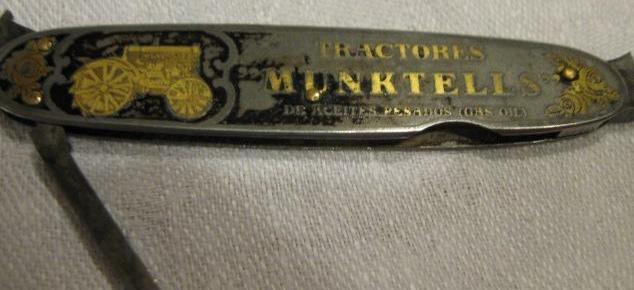 TRACTORES
MUNKTELLS
DE ACEITES PESADOS (GAS OIL)